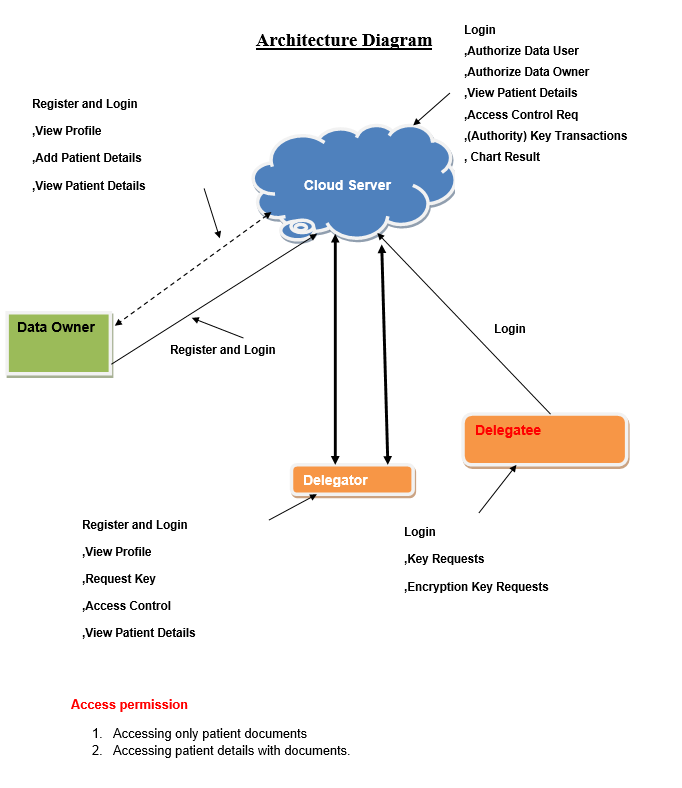 Architecture Diagram
Login
,Authorize Data User
,Authorize Data Owner
,View Patient Details
,Access Control Req
,(Authority) Key Transactions
, Chart Result
Register and Login
,View Profile
,Add Patient Details
,View Patient Details
Cloud Server
Data Owner
Register and Login
Login
Delegatee
Delegator
Register and Login
,View Profile
,Request Key
,Access Control
,View Patient Details
Login
,Key Requests
,Encryption Key Requests
Access permission
1. Accessing only patient documents
2. Accessing patient details with documents.